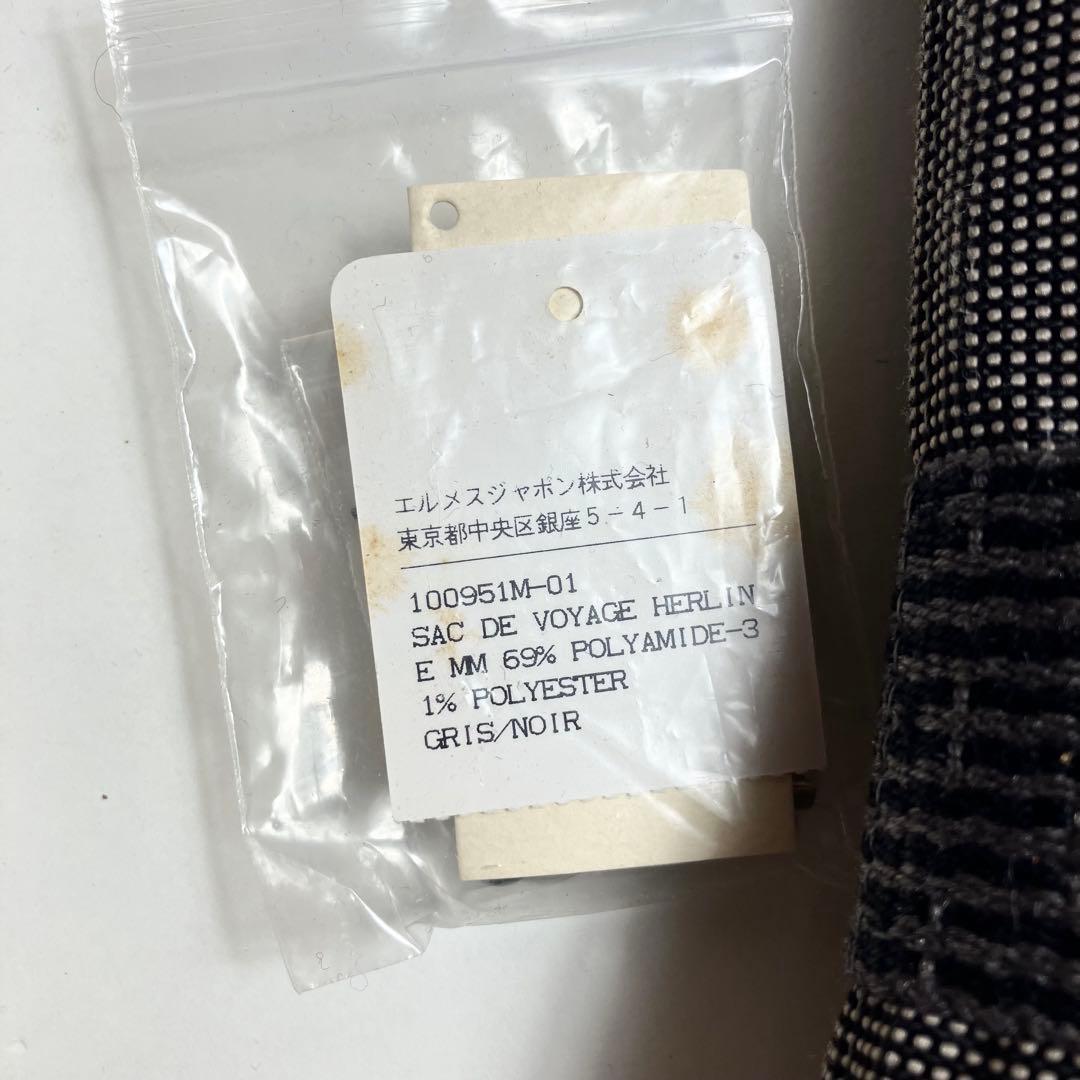 エルメスジャポン株式会社
東京都中央区銀座5-4-1
100951M-01
SAC DE VOYAGE HERLIN
E MM 69% POLYAMIDE-3
1% POLYESTER
GRIS/NOIR